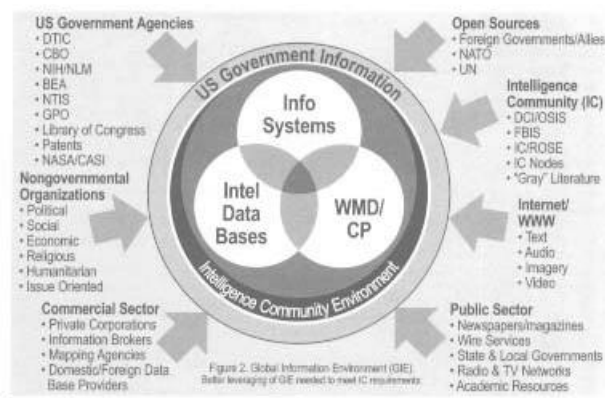 US Government Agencies
• DTIC
• CBO
• NIH/NLM
• BEA
• NTIS
• GPO
• Library of Congress
• Patents
• NASA/CASI
Nongovernmental
Organizations
• Political
• Social
• Economic
• Religious
• Humanitarian
• Issue Oriented
Commercial Sector
• Private Corporations
• Information Brokers
• Mapping Agencies
• Domestic/Foreign Data
Base Providers
US Government Information
Info
Systems
Intel
Data
Bases
WMD/
CP
Intelligence Community Environment
Figure 2. Global Information Environment (GIE).
Better leveraging of GIE needed to meet IC requirements.
Open Sources
• Foreign Governments/Allies
• NATO
• UN
Intelligence
Community (IC)
• DCI/OSIS
• FBIS
• IC/ROSE
• IC Nodes
• "Gray" Literature
Internet/
WWW
• Text
• Audio
• Imagery
• Video
Public Sector
• Newspapers/magazines
• Wire Services
• State & Local Governments
• Radio & TV Networks
• Academic Resources